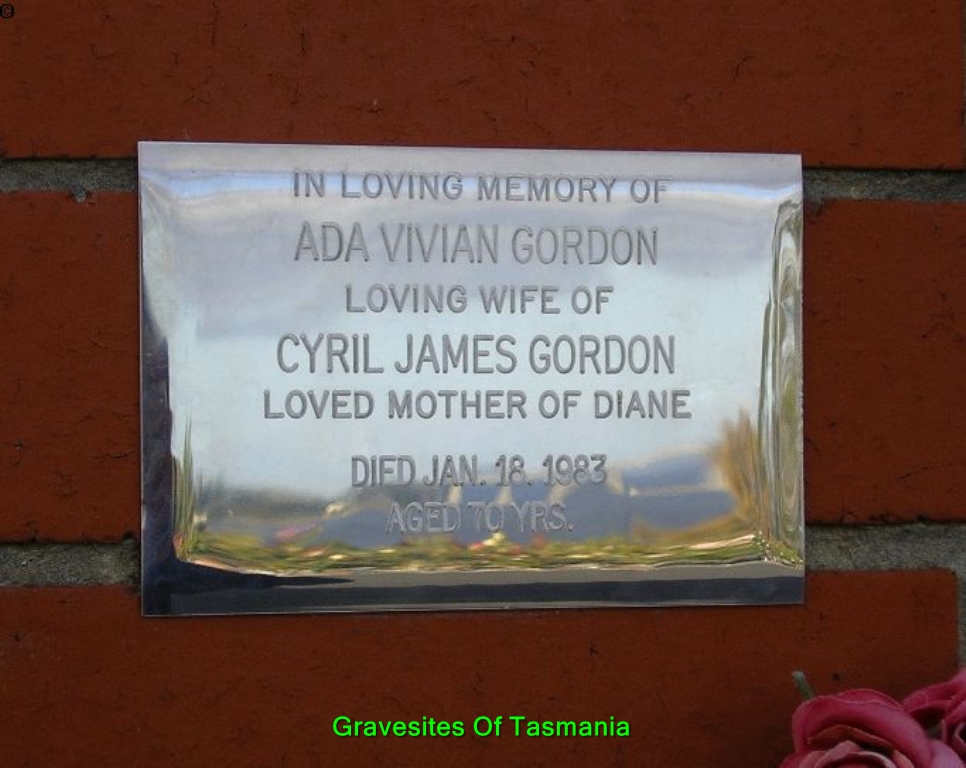 IN LOVING MEMORY OF
ADA VIVIAN GORDON
LOVING WIFE OF
CYRIL JAMES GORDON
LOVED MOTHER OF DIANE
DIED JAN. 18. 1983
AGED 70 YRS.
Gravesites Of Tasmania